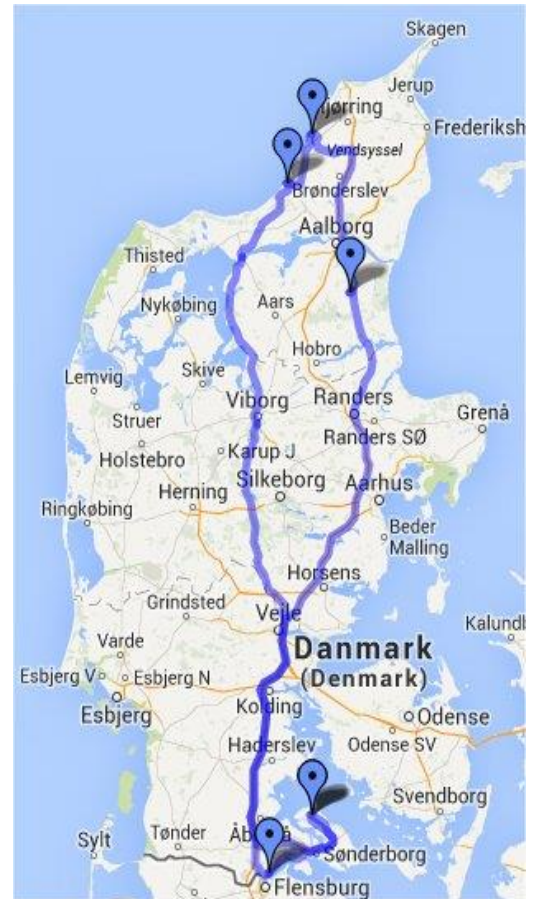 Skagen
Jerup
jørring
Frederiksh
Vendsyssel
Brønderslev
Aalborg
Thisted
Nykøbing
Aars
Hobro
Skive
Lemvig
Viborg
Randers
Grenå
Struer
Randers SØ
Karup J
Holstebro
Silkeborg
Aarhus
Herning
Ringkøbing
Beder
Malling
Horsens
Grindsted
Vejle
Kalundb
Danmark
(Denmark)
Varde
Esbjerg V
Esbjerg N
Kolding
Esbjerg
Odense
Haderslev
Odense SV
Svendborg
Sylt
Tønder
Sønderborg
Flensburg